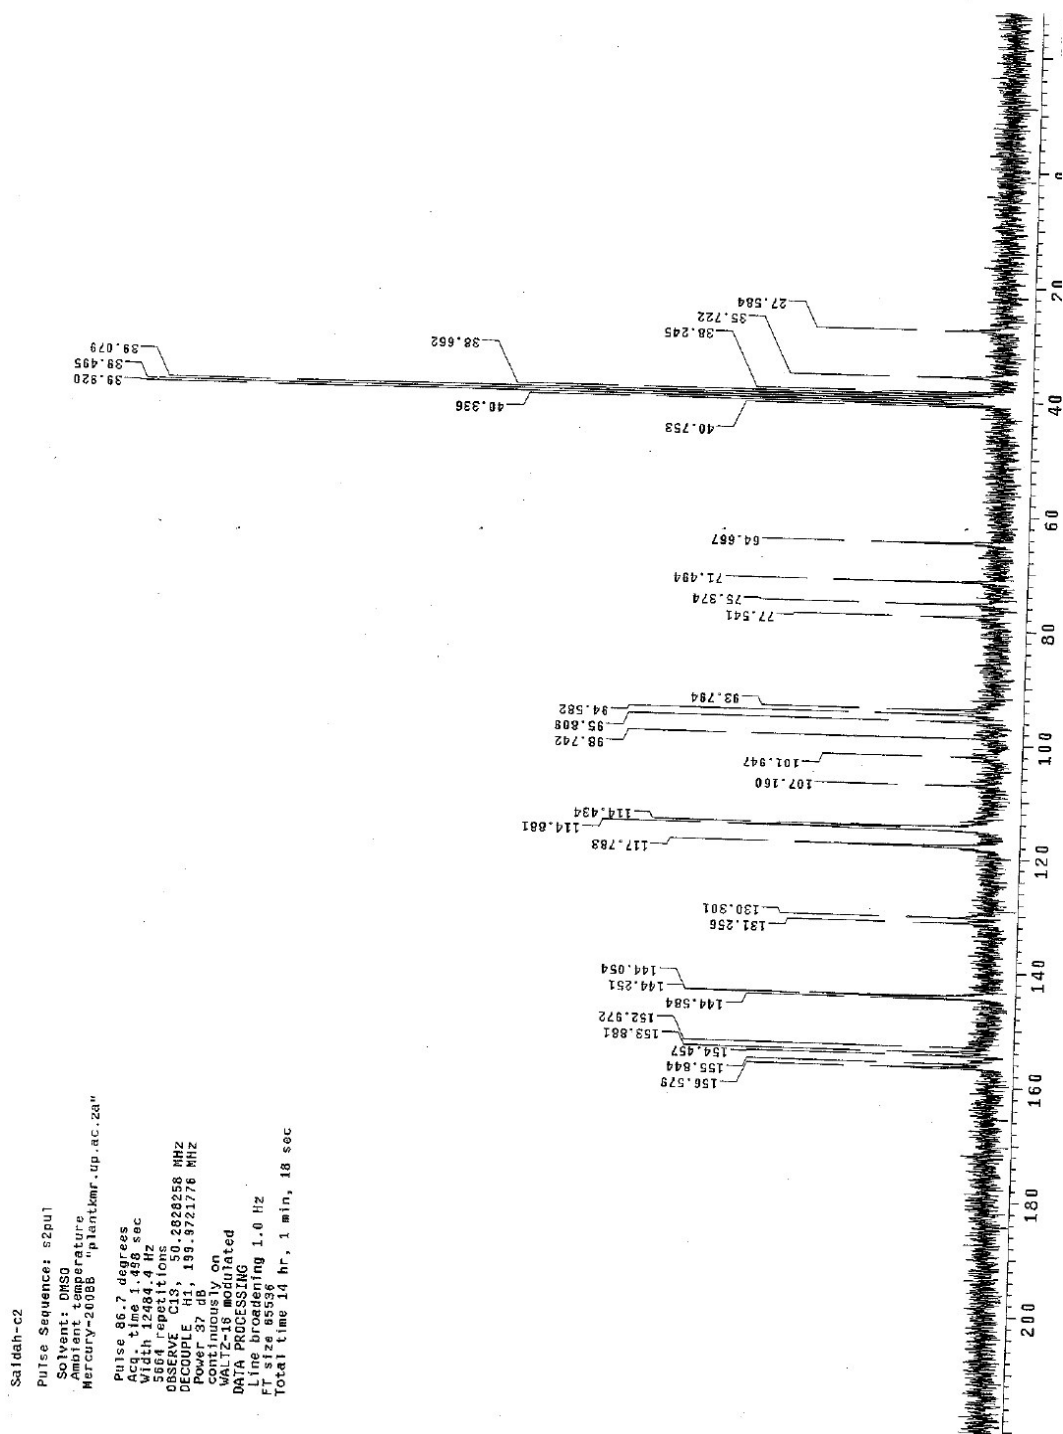 Saidah-c2
Pulse Sequence: s2pul
Solvent: DMSO
Ambient temperature
Mercury-200BB "plantkmr.up.ac.za"
Pulse 86.7 degrees
Acq. time 1.498 sec
Width 12484.4 Hz
5664 repetitions
OBSERVE C13, 50.2828258 MHz
DECOUPLE H1, 199.9721776 MHz
Power 37 dB
continuously on
WALTZ-16 modulated
DATA PROCESSING
Line broadening 1.0 Hz
FT size 65536
Total time 14 hr, 1 min, 18 sec
156.579
155.844
154.457
153.881
152.972
144.584
144.251
144.054
131.256
130.301
117.783
114.881
114.434
107.160
101.947
98.742
95.809
94.582
93.794
77.541
75.374
71.494
64.667
40.753
40.336
39.920
39.495
39.079
38.662
38.245
35.722
27.584
200 180 160 140 120 100 80 60 40 20 0